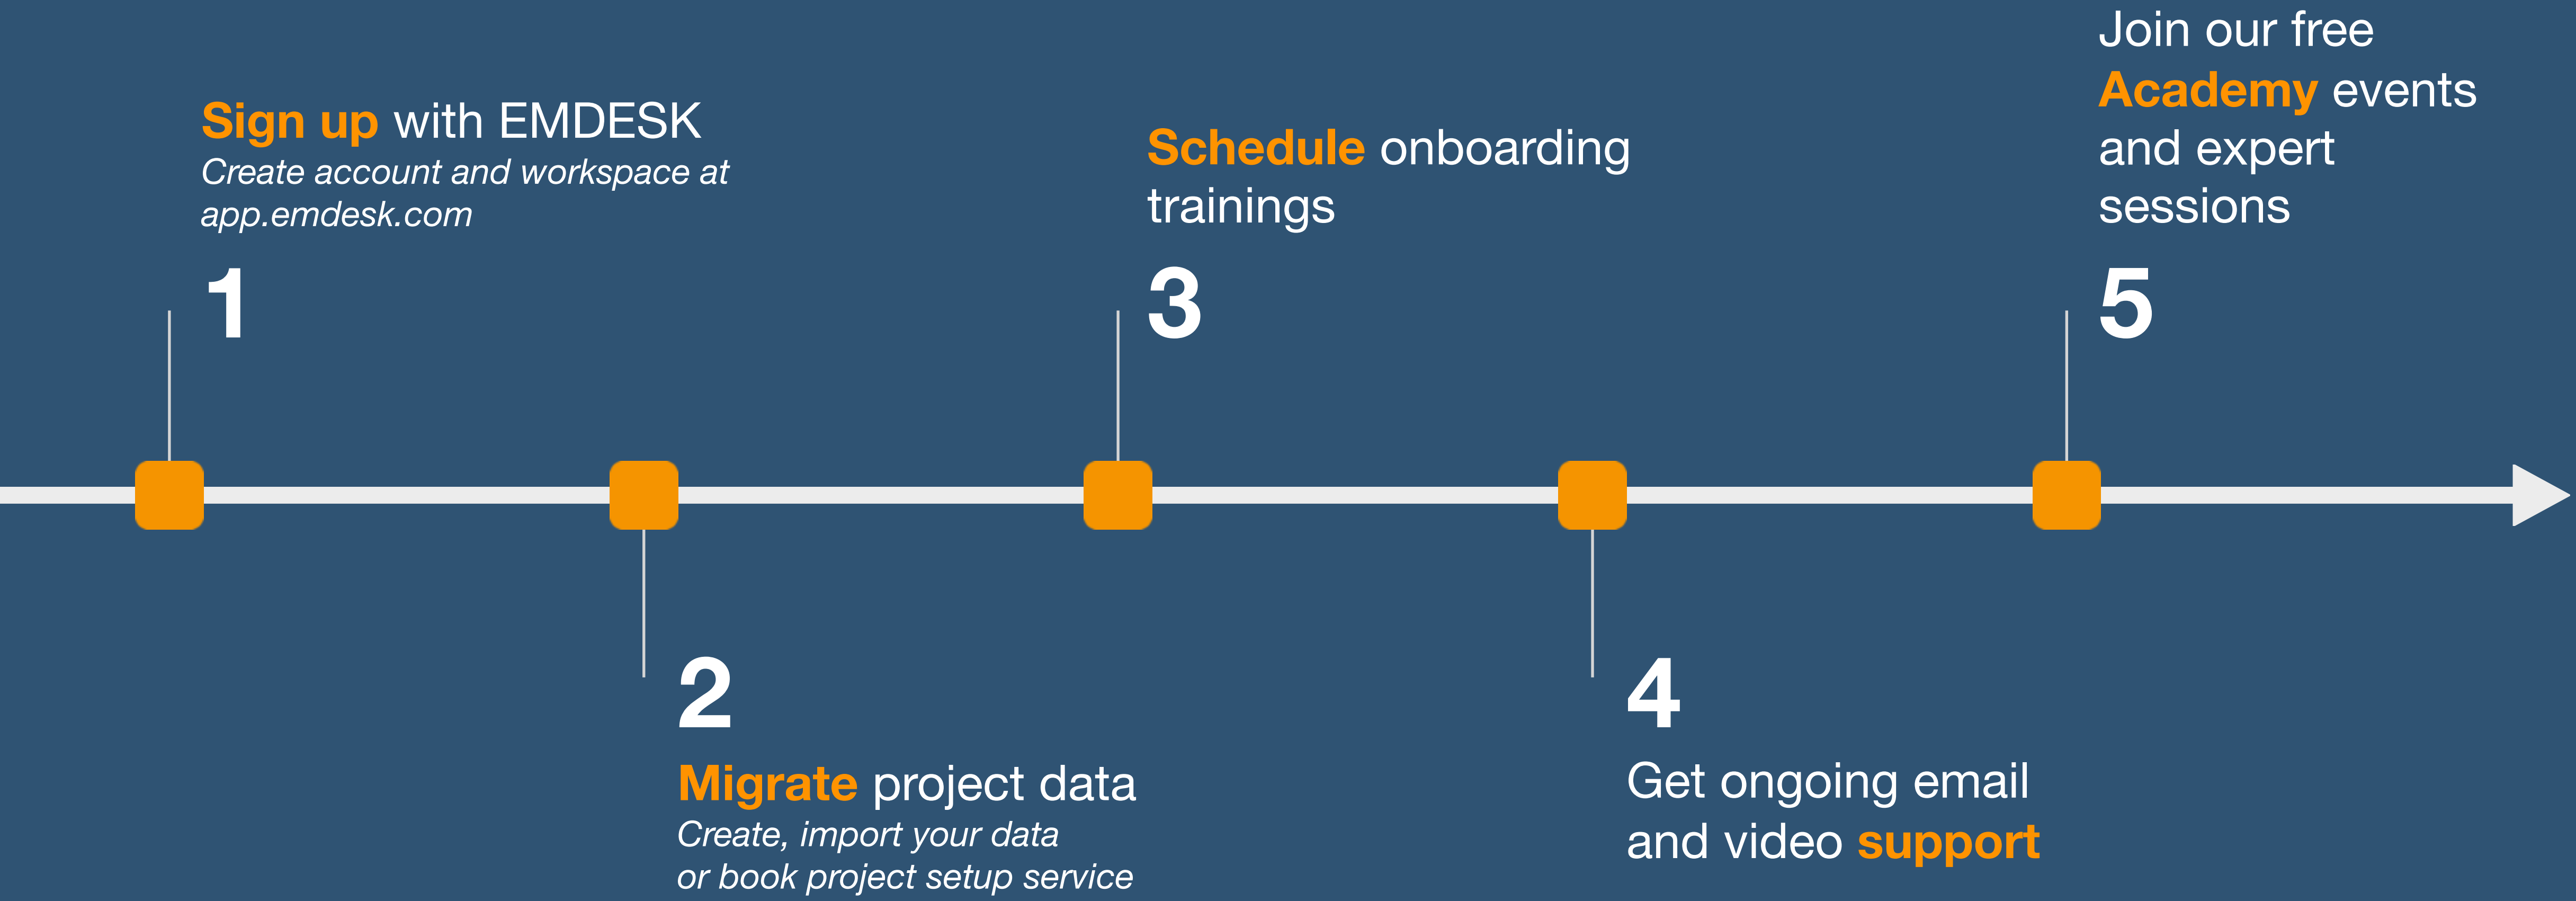 Sign up with EMDESK
Create account and workspace at
app.emdesk.com
1
2
Migrate project data
Create, import your data
or book project setup service
Schedule onboarding
trainings
3
4
Get ongoing email
and video support
Join our free
Academy events
and expert
sessions
5